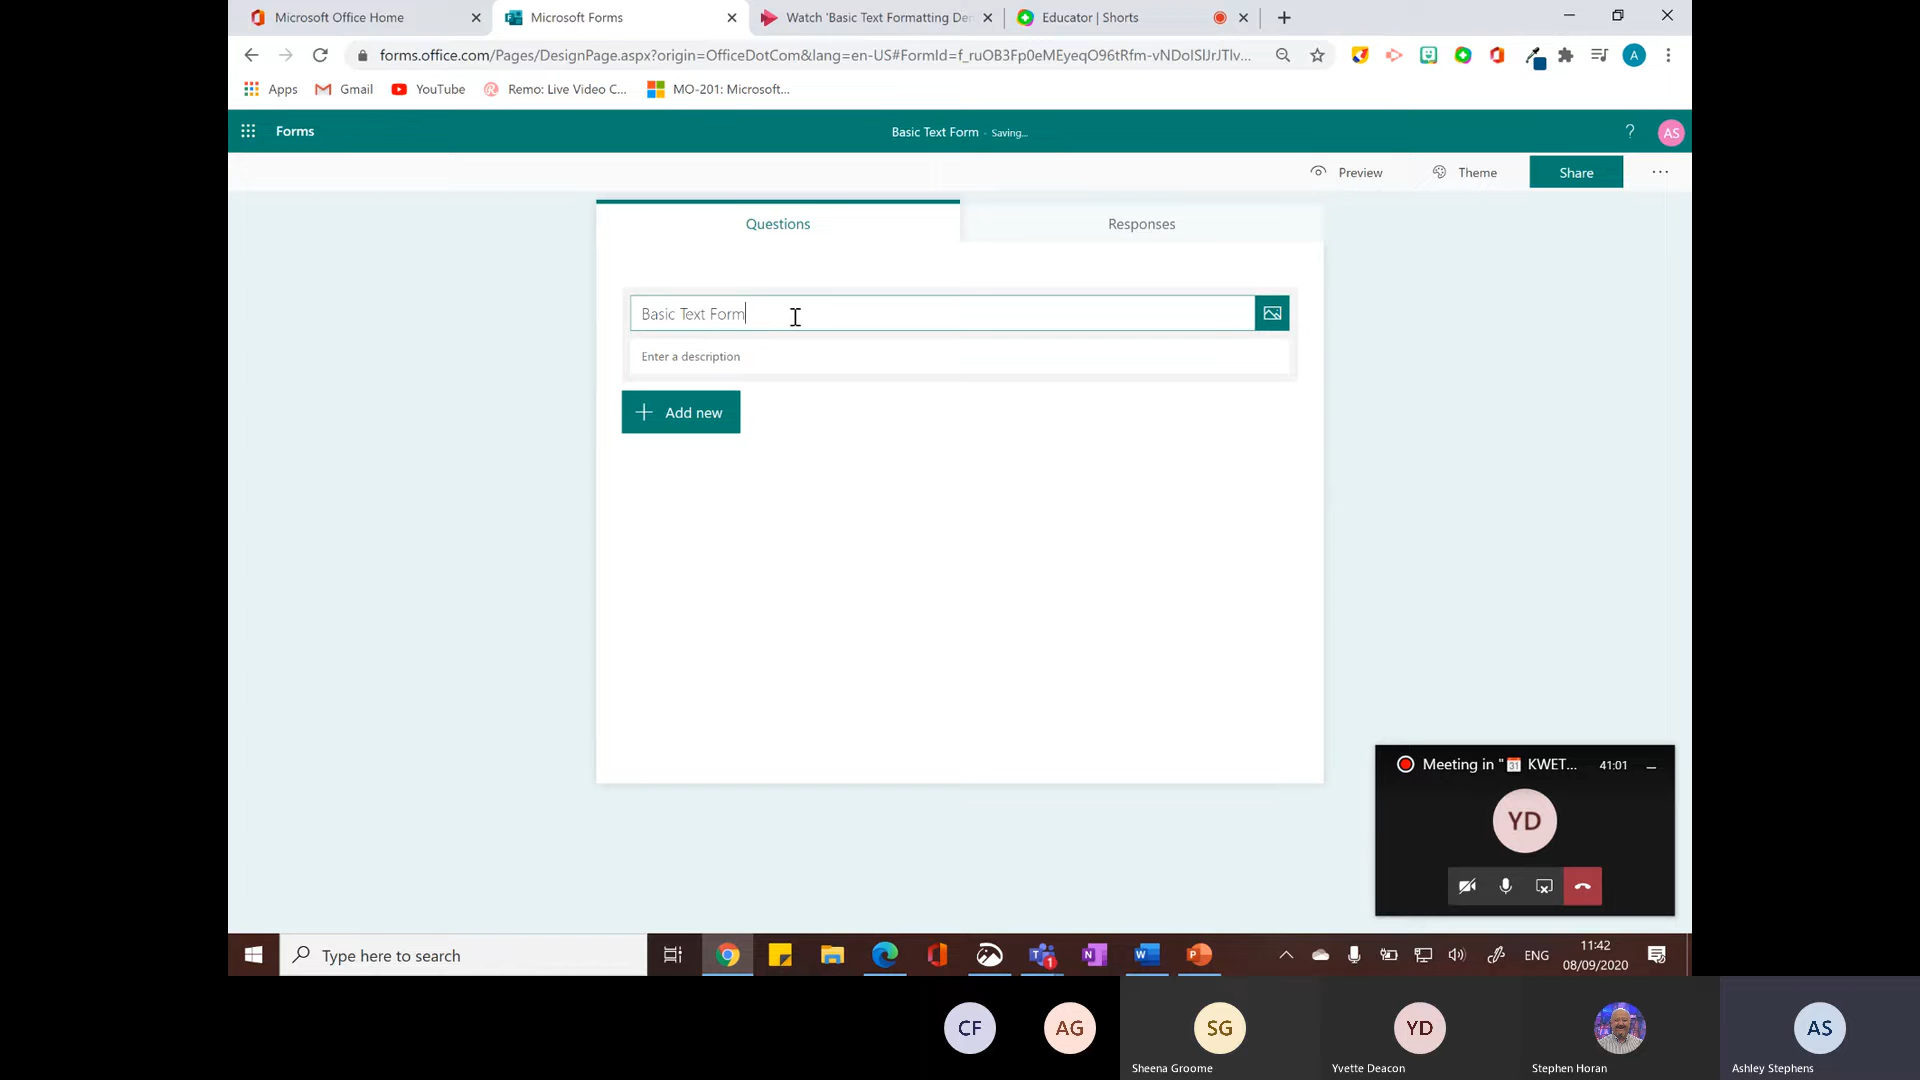 Microsoft Office Home
Microsoft Forms
Watch 'Basic Text Formatting De
Educator | Shorts
forms.office.com/Pages/DesignPage.aspx?origin=OfficeDotCom&lang=en-US#FormId=f_ruOB3Fp0eMEyeqO96tRfm-vNDoISlJrJTlv...
A
Apps
Gmail
YouTube
Remo: Live Video C...
MO-201: Microsoft...
Forms
Basic Text Form - Saving...
?
AS
Preview
Theme
Share
Questions
Responses
Basic Text Form
Enter a description
Add new
Meeting in "31 KWET...
41:01
YD
Type here to search
1
N
W
P
ENG
11:42
08/09/2020
CF
AG
SG
YD
AS
Sheena Groome
Yvette Deacon
Stephen Horan
Ashley Stephens